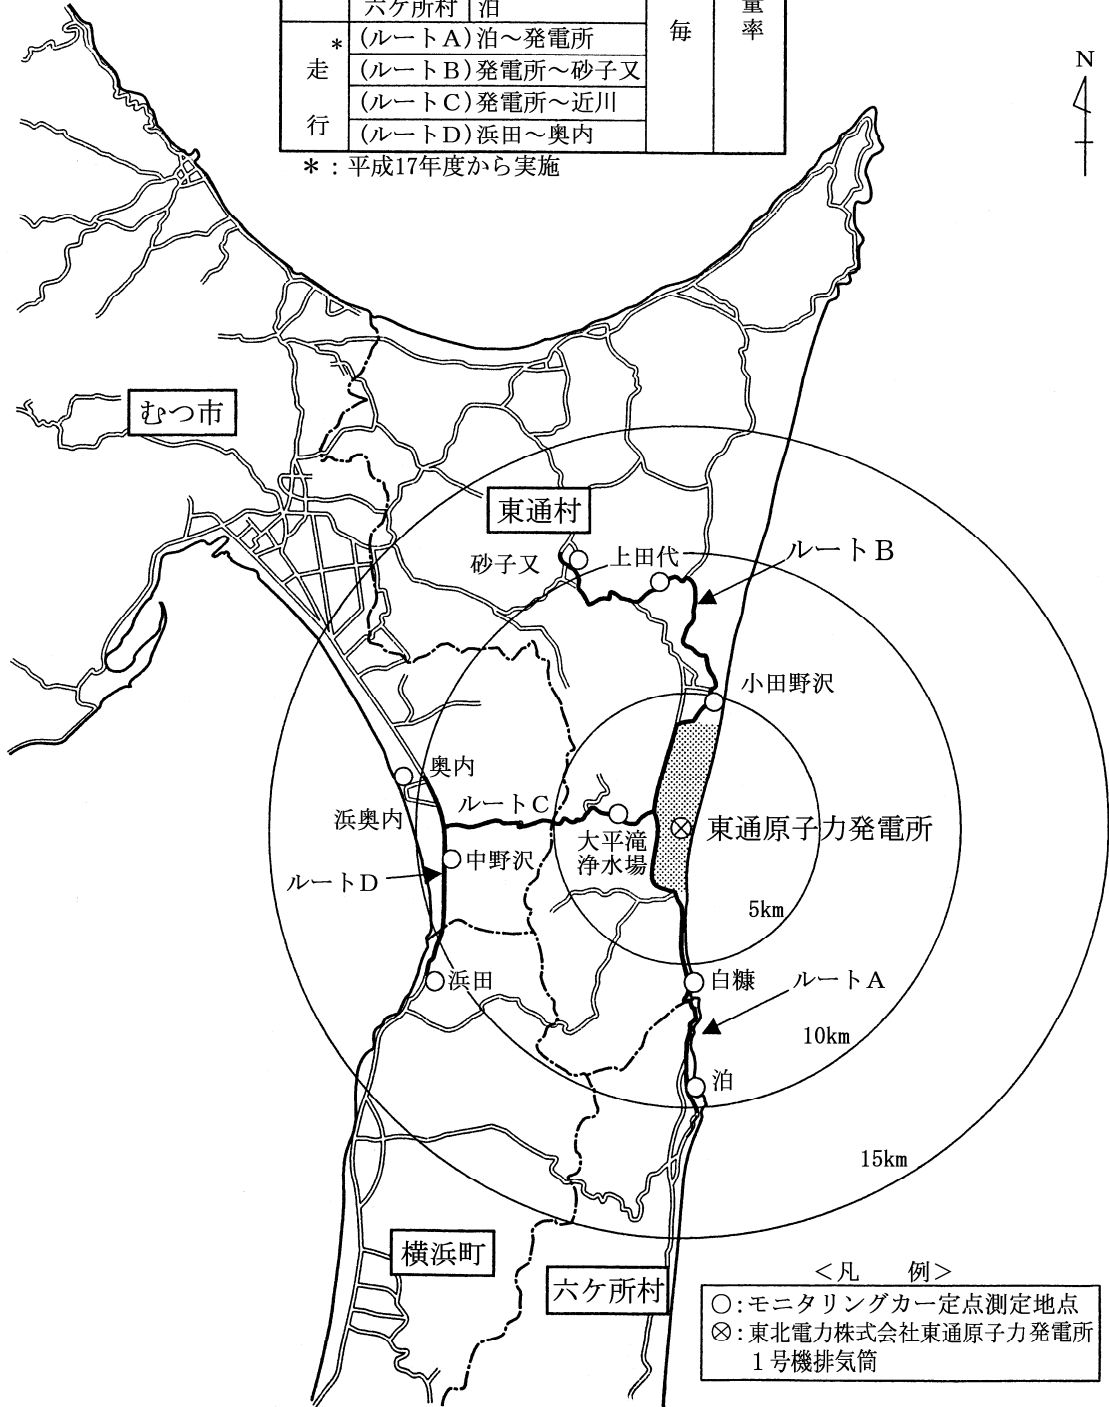 六ケ所村 泊
* 走行
(ルートA)泊～発電所
(ルートB)発電所～砂子又
(ルートC)発電所～近川
(ルートD)浜田～奥内
毎
量率
*：平成17年度から実施
N
むつ市
東通村
砂子又
上田代
ルートB
小田野沢
奥内
ルートC
浜奥内
大平滝
浄水場
東通原子力発電所
中野沢
ルートD
5km
浜田
白糠
ルートA
10km
泊
15km
横浜町
六ケ所村
＜凡 例＞
○：モニタリングカー定点測定地点
⊗：東北電力株式会社東通原子力発電所
1号機排気筒